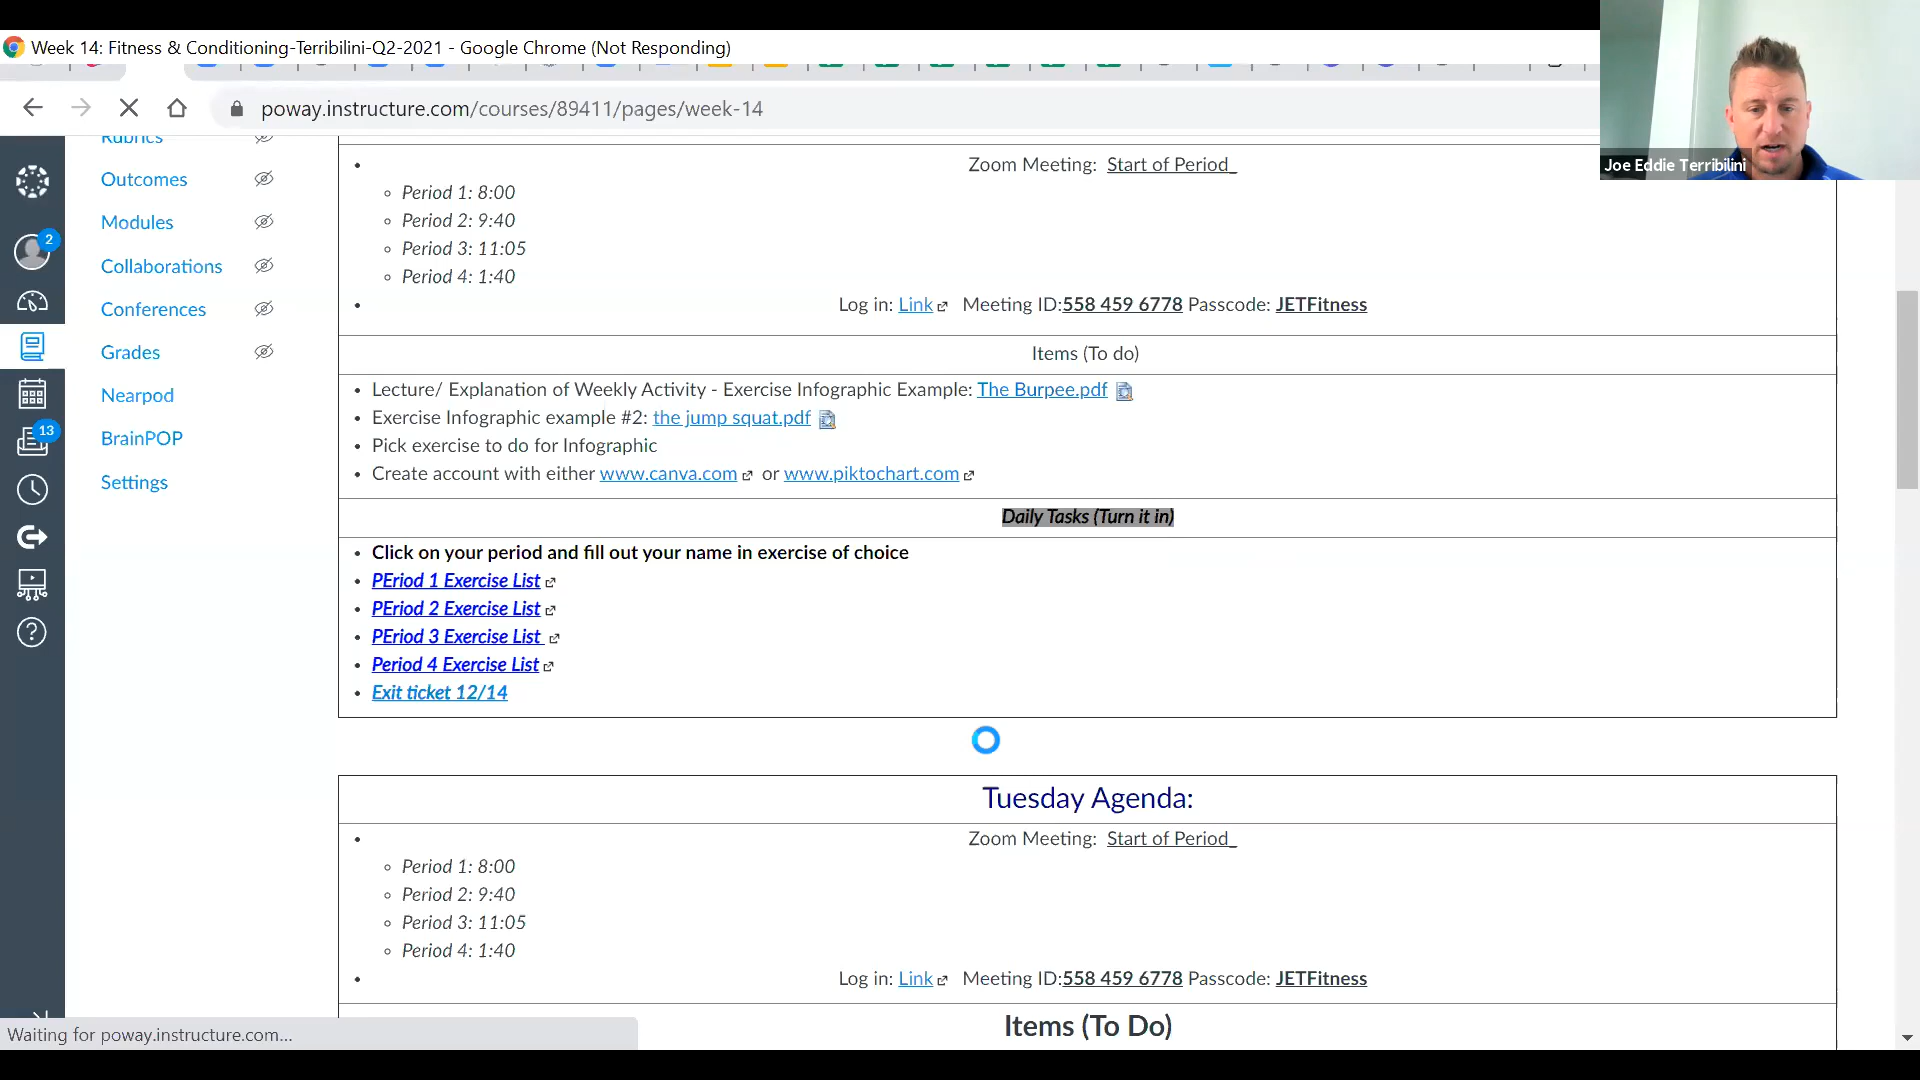 Week 14: Fitness & Conditioning-Terribilini-Q2-2021 - Google Chrome (Not Responding)
poway.instructure.com/courses/89411/pages/week-14
Joe Eddie Terribilini
Rubrics
Outcomes
Modules
Collaborations
Conferences
Grades
Nearpod
BrainPOP
Settings
2
13
Zoom Meeting: Start of Period_
Period 1: 8:00
Period 2: 9:40
Period 3: 11:05
Period 4: 1:40
Log in: Link Meeting ID:558 459 6778 Passcode: JETFitness
Items (To do)
Lecture/ Explanation of Weekly Activity - Exercise Infographic Example: The Burpee.pdf
Exercise Infographic example #2: the jump squat.pdf
Pick exercise to do for Infographic
Create account with either www.canva.com or www.piktochart.com
Daily Tasks (Turn it in)
Click on your period and fill out your name in exercise of choice
PEriod 1 Exercise List
PEriod 2 Exercise List
PEriod 3 Exercise List
Period 4 Exercise List
Exit ticket 12/14
Tuesday Agenda:
Zoom Meeting: Start of Period_
Period 1: 8:00
Period 2: 9:40
Period 3: 11:05
Period 4: 1:40
Log in: Link Meeting ID:558 459 6778 Passcode: JETFitness
Items (To Do)
Waiting for poway.instructure.com...